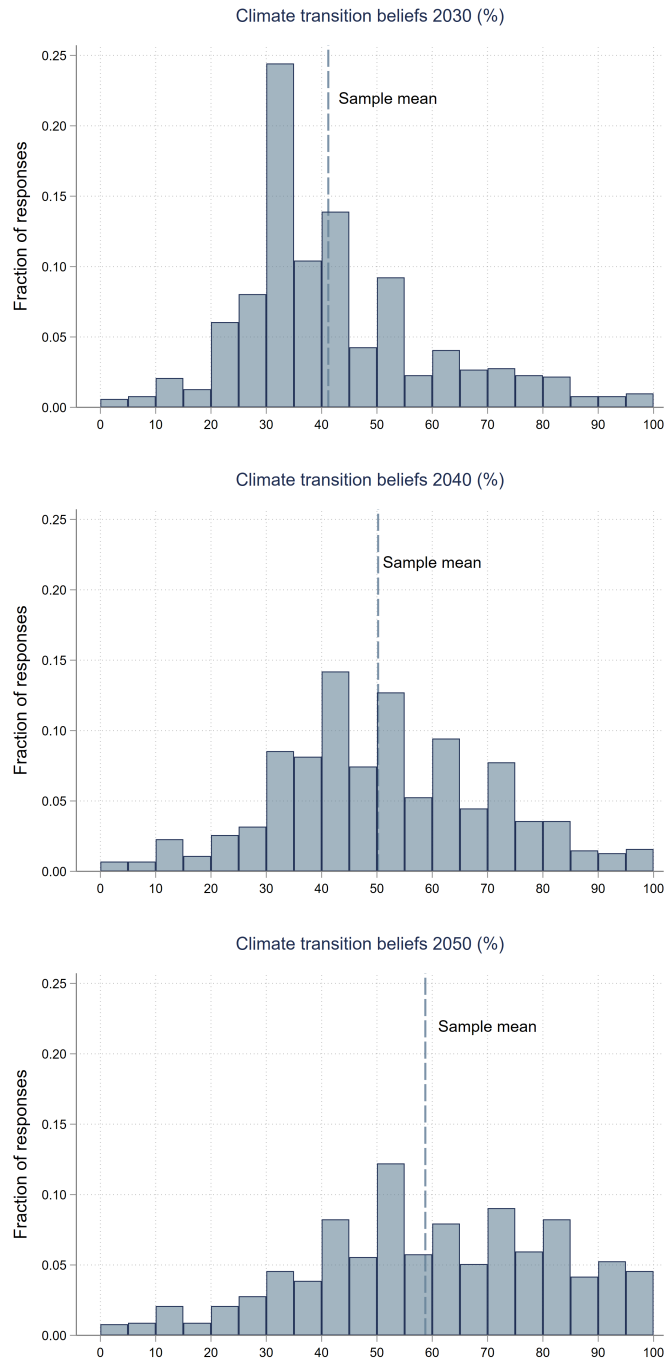 Climate transition beliefs 2030 (%)
0.25
0.20
0.15
0.10
0.05
0.00
Fraction of responses
Sample mean
0 10 20 30 40 50 60 70 80 90 100
Climate transition beliefs 2040 (%)
0.25
0.20
0.15
0.10
0.05
0.00
Fraction of responses
Sample mean
0 10 20 30 40 50 60 70 80 90 100
Climate transition beliefs 2050 (%)
0.25
0.20
0.15
0.10
0.05
0.00
Fraction of responses
Sample mean
0 10 20 30 40 50 60 70 80 90 100